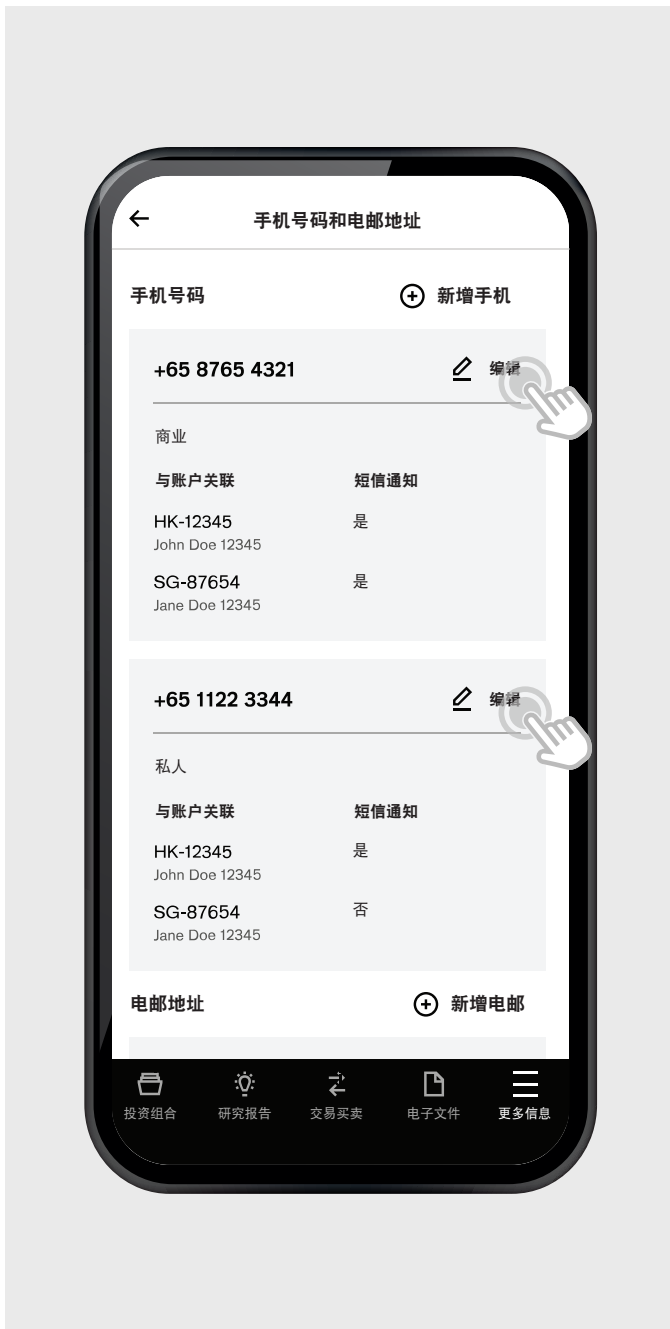 手机号码和电邮地址
手机号码 新增手机
+65 8765 4321 编辑
商业
与账户关联 短信通知
HK-12345 是
John Doe 12345
SG-87654 是
Jane Doe 12345
+65 1122 3344 编辑
私人
与账户关联 短信通知
HK-12345 是
John Doe 12345
SG-87654 否
Jane Doe 12345
电邮地址 新增电邮
投资组合 研究报告 交易买卖 电子文件 更多信息